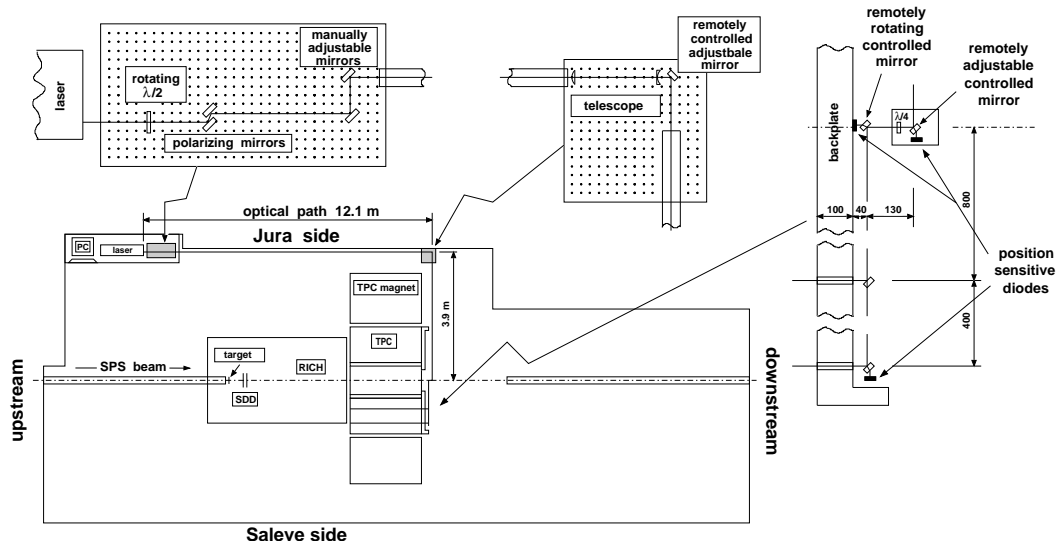 laser
rotating
λ/2
polarizing mirrors
manually
adjustable
mirrors
telescope
remotely
controlled
adjustbale
mirror
remotely
rotating
controlled
mirror
remotely
adjustable
controlled
mirror
backplate
λ/4
100
40
130
800
400
position
sensitive
diodes
optical path 12.1 m
Jura side
PC
laser
TPC magnet
3.9 m
TPC
target
RICH
SPS beam
SDD
upstream
downstream
Saleve side